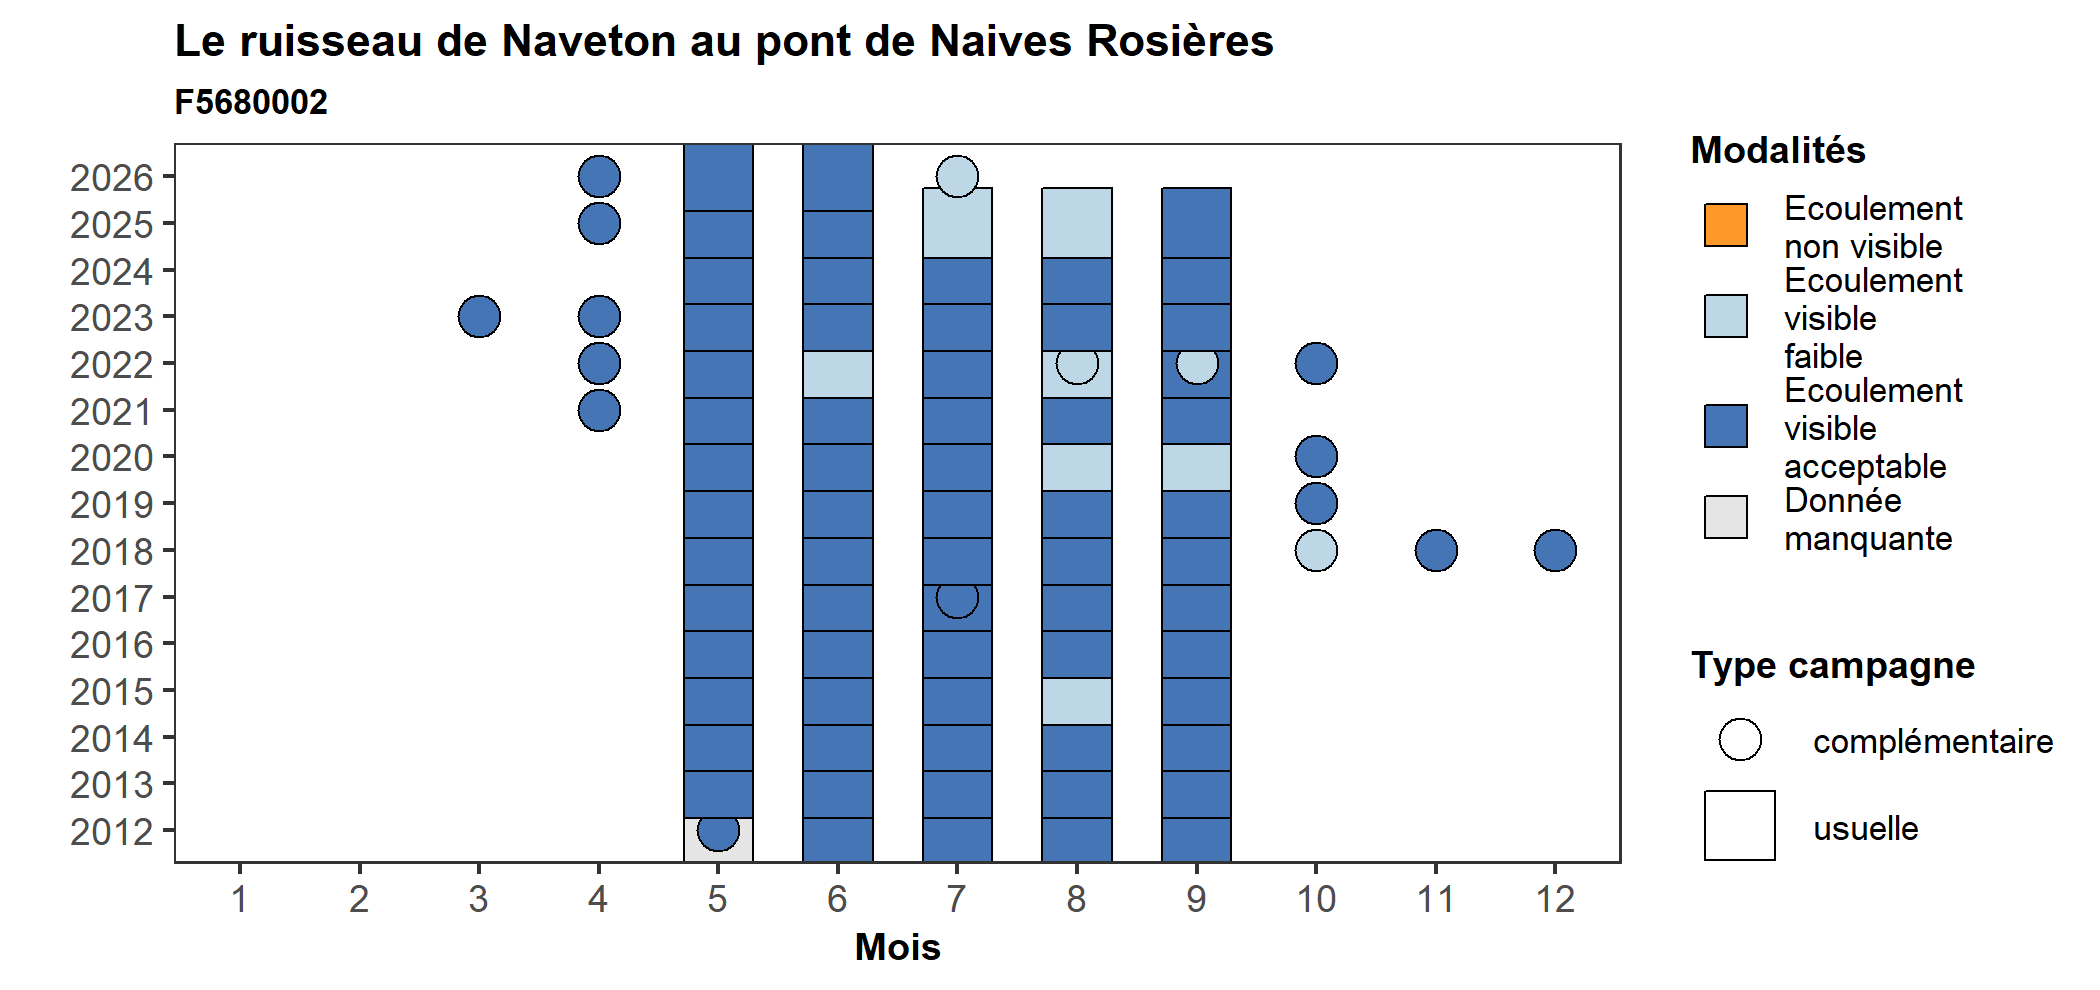 Le ruisseau de Naveton au pont de Naives Rosières
F5680002
2026
2025
2024
2023
2022
2021
2020
2019
2018
2017
2016
2015
2014
2013
2012
1 2 3 4 5 6 7 8 9 10 11 12
Mois
Modalités
Ecoulement
non visible
Ecoulement
visible
faible
Ecoulement
visible
acceptable
Donnée
manquante
Type campagne
complémentaire
usuelle